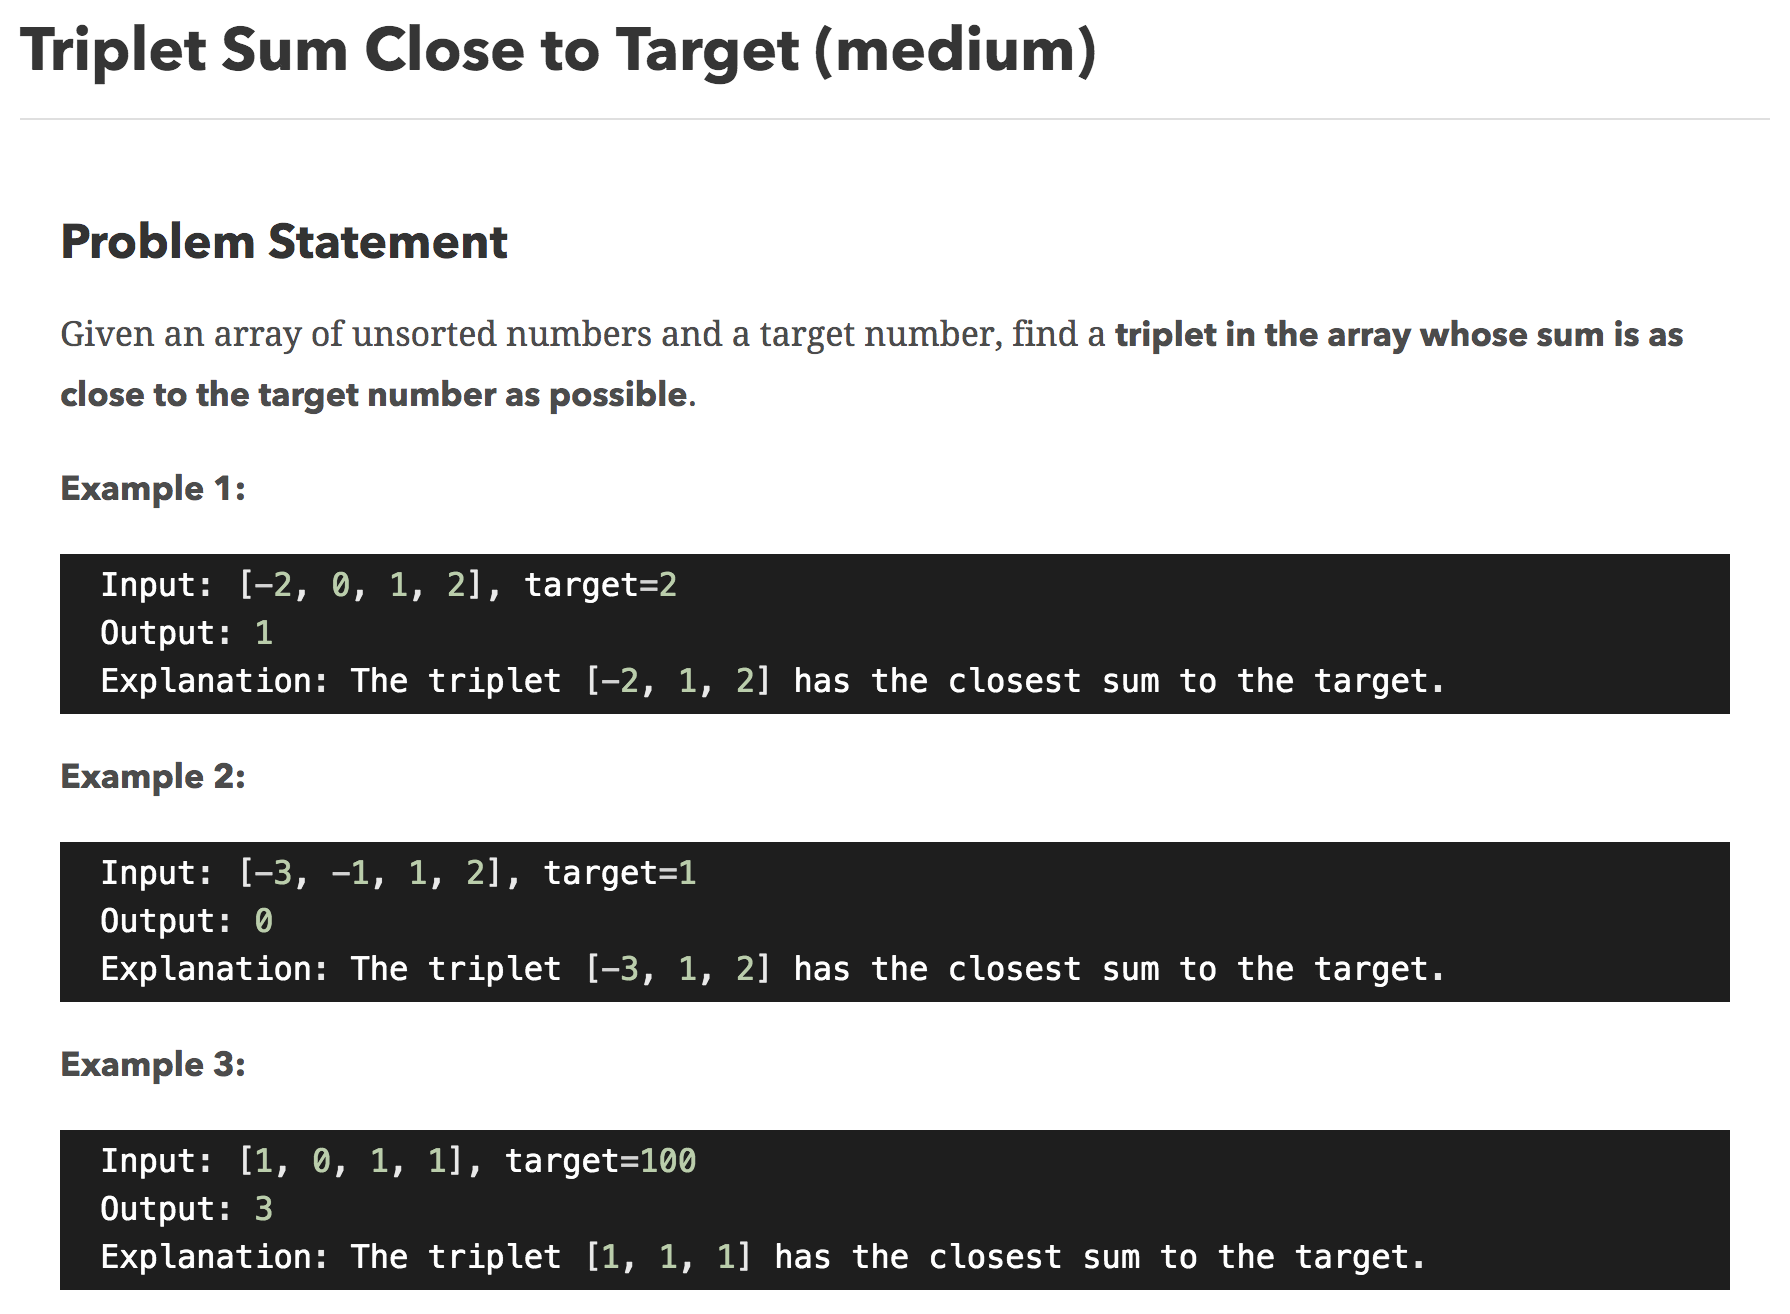 Triplet Sum Close to Target (medium)
Problem Statement
Given an array of unsorted numbers and a target number, find a triplet in the array whose sum is as
close to the target number as possible.
Example 1:
Input: [-2, 0, 1, 2], target=2
Output: 1
Explanation: The triplet [-2, 1, 2] has the closest sum to the target.
Example 2:
Input: [-3, -1, 1, 2], target=1
Output: 0
Explanation: The triplet [-3, 1, 2] has the closest sum to the target.
Example 3:
Input: [1, 0, 1, 1], target=100
Output: 3
Explanation: The triplet [1, 1, 1] has the closest sum to the target.